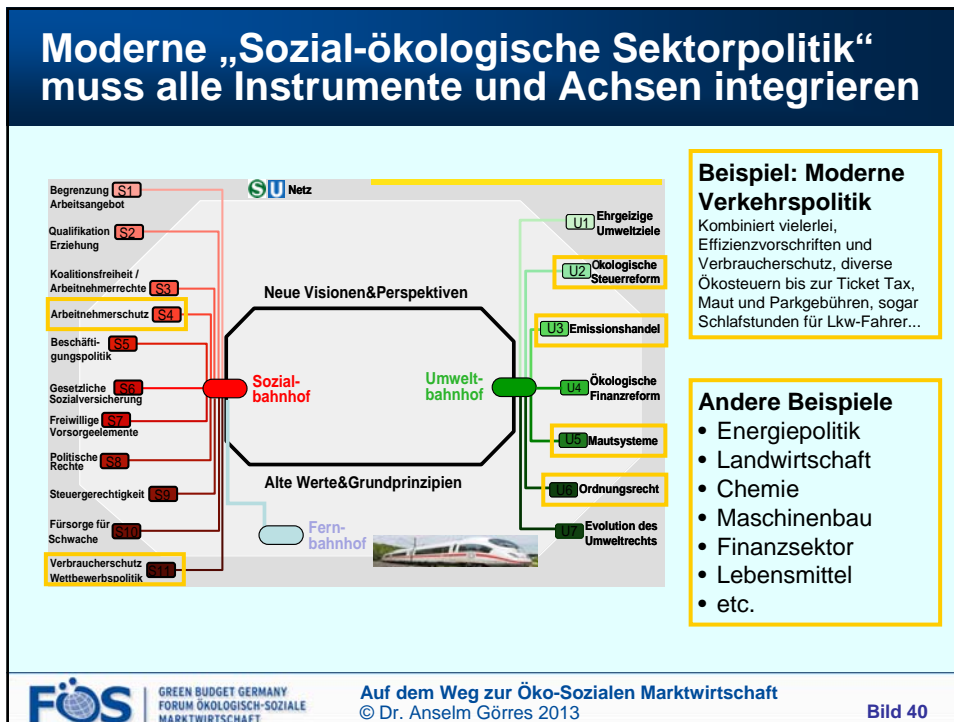 Moderne „Sozial-ökologische Sektorpolitik“
muss alle Instrumente und Achsen integrieren
S U Netz
Begrenzung S1
Arbeitsangebot
Qualifikation S2
Erziehung
Koalitionsfreiheit /
Arbeitnehmerrechte S3
Arbeitnehmerschutz S4
Beschäfti- S5
gungspolitik
Gesetzliche S6
Sozialversicherung
Freiwillige S7
Vorsorgeelemente
Politische S8
Rechte
Steuergerechtigkeit S9
Fürsorge für S10
Schwache
Verbraucherschutz S11
Wettbewerbspolitik
Neue Visionen&Perspektiven
Sozial-
bahnhof
Umwelt-
bahnhof
Alte Werte&Grundprinzipien
Fern-
bahnhof
U1 Ehrgeizige
Umweltziele
U2 Ökologische
Steuerreform
U3 Emissionshandel
U4 Ökologische
Finanzreform
U5 Mautsysteme
U6 Ordnungsrecht
U7 Evolution des
Umweltrechts
Beispiel: Moderne
Verkehrspolitik
Kombiniert vielerlei,
Effizienzvorschriften und
Verbraucherschutz, diverse
Ökosteuern bis zur Ticket Tax,
Maut und Parkgebühren, sogar
Schlafstunden für Lkw-Fahrer...
Andere Beispiele
• Energiepolitik
• Landwirtschaft
• Chemie
• Maschinenbau
• Finanzsektor
• Lebensmittel
• etc.
FÖS
GREEN BUDGET GERMANY
FORUM ÖKOLOGISCH-SOZIALE
MARKTWIRTSCHAFT
Auf dem Weg zur Öko-Sozialen Marktwirtschaft
© Dr. Anselm Görres 2013
Bild 40